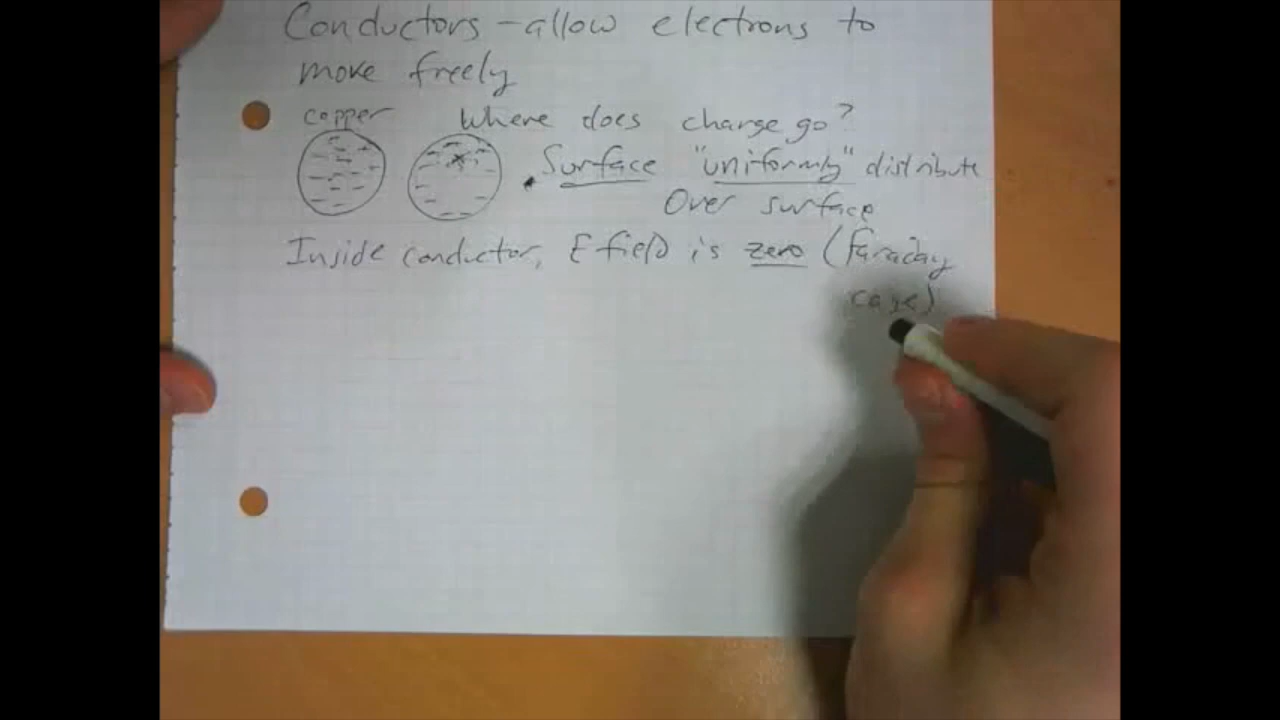 Conductors - allow electrons to
move freely
copper Where does charge go?
Surface "uniformly" distribute
Over surface
Inside conductor, E field is zero (Faraday
cage)